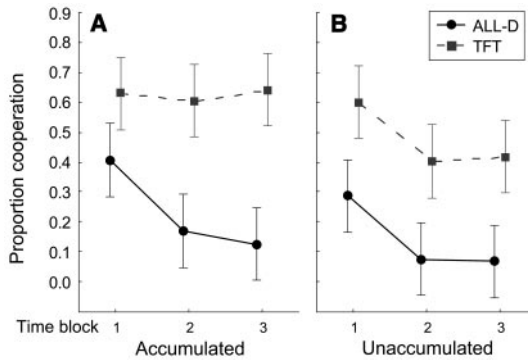 A
B
ALL-D
TFT
Proportion cooperation
0.9
0.8
0.7
0.6
0.5
0.4
0.3
0.2
0.1
0.0
Time block 1 2 3 1 2 3
Accumulated Unaccumulated